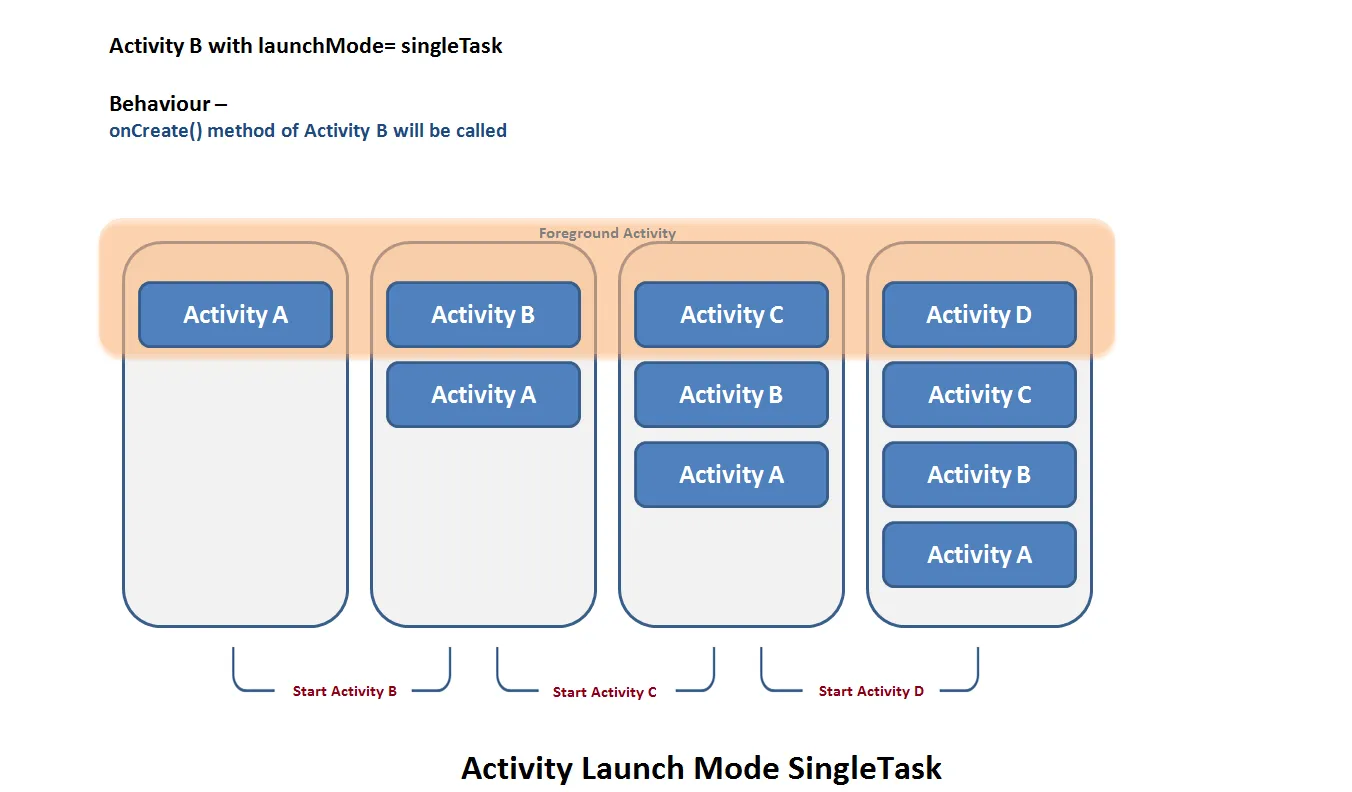 Activity B with launchMode= singleTask
Behaviour –
onCreate() method of Activity B will be called
Foreground Activity
Activity A
Activity B
Activity C
Activity D
Activity A
Activity B
Activity C
Activity A
Activity B
Activity A
Start Activity B
Start Activity C
Start Activity D
Activity Launch Mode SingleTask